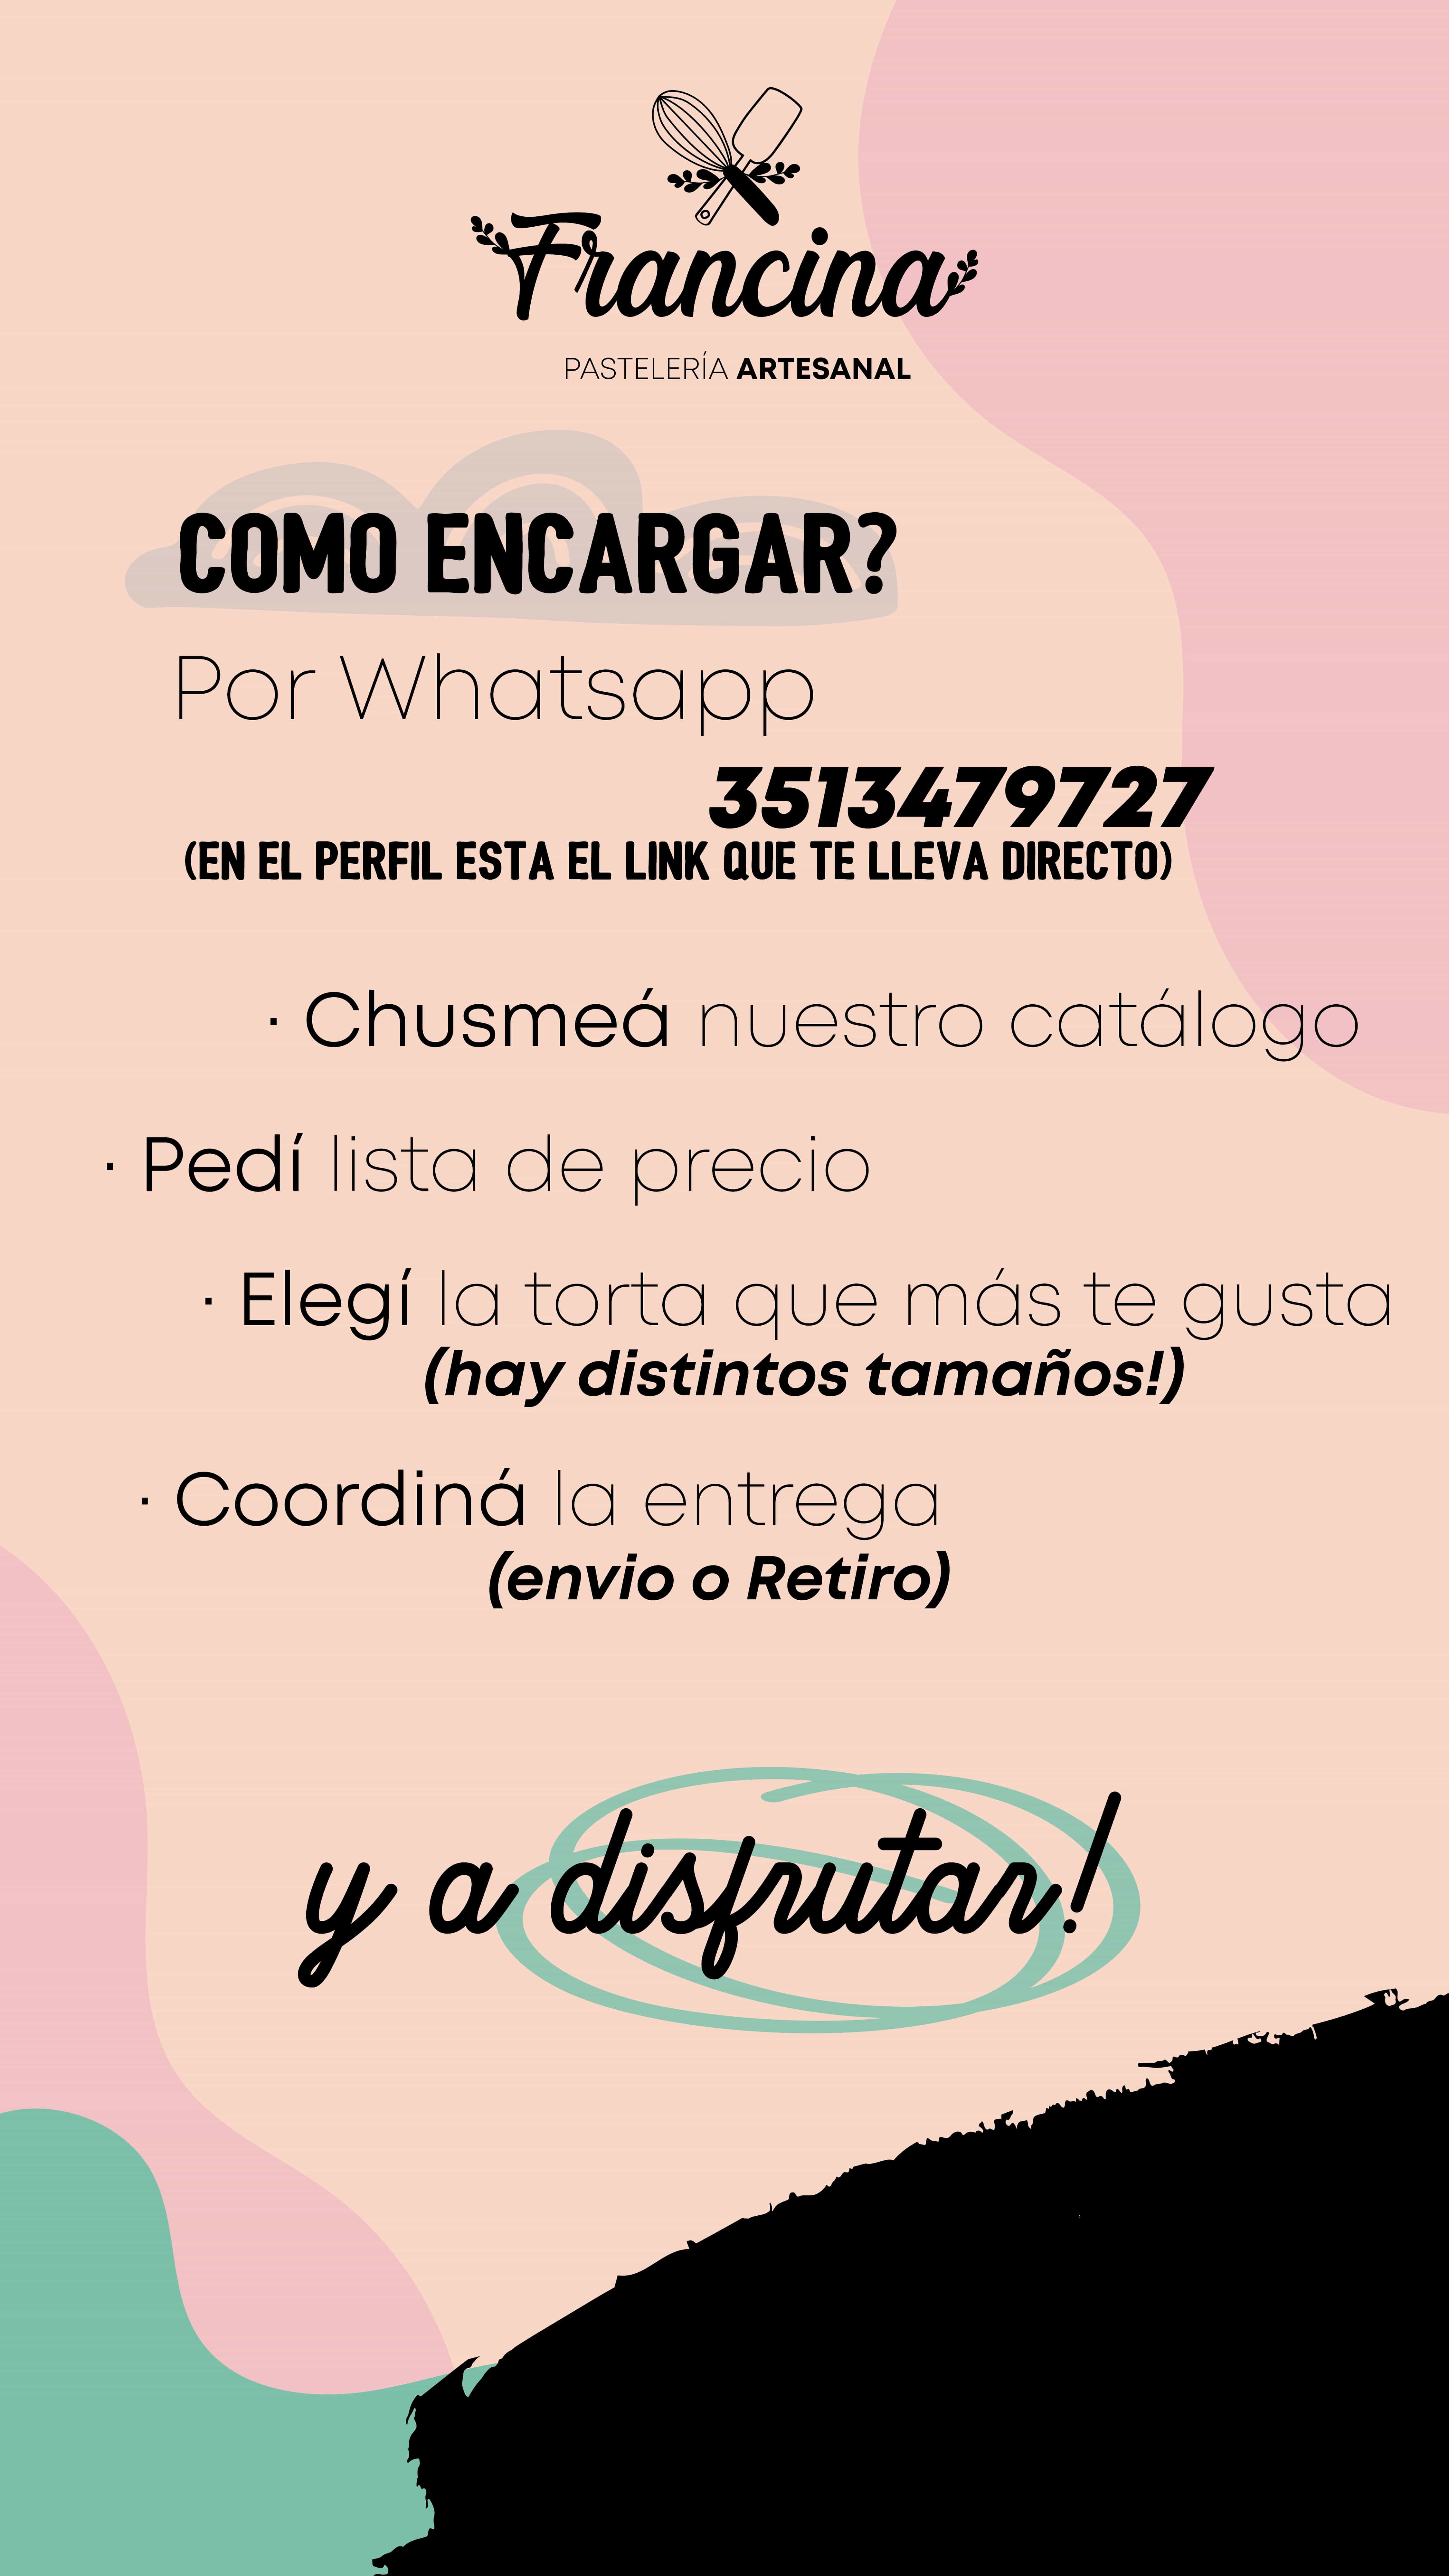 Francina
PASTELERÍA ARTESANAL
COMO ENCARGAR?
Por Whatsapp
3513479727
(EN EL PERFIL ESTA EL LINK QUE TE LLEVA DIRECTO)
· Chusmeá nuestro catálogo
· Pedí lista de precio
· Elegí la torta que más te gusta
(hay distintos tamaños!)
· Coordiná la entrega
(envio o Retiro)
y a disfrutar!